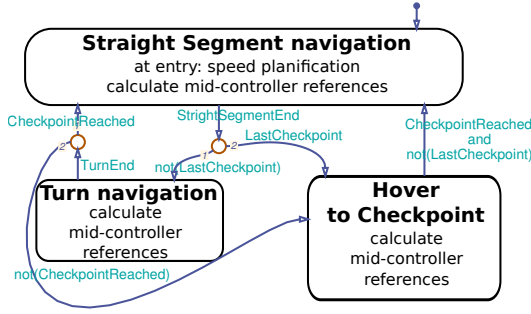 Straight Segment navigation
at entry: speed planification
calculate mid-controller references
CheckpointReached
StrightSegmentEnd
CheckpointReached
and
not(LastCheckpoint)
1
2
LastCheckpoint
2
1
TurnEnd
not(LastCheckpoint)
Turn navigation
calculate
mid-controller
references
Hover
to Checkpoint
calculate
mid-controller
references
not(CheckpointReached)